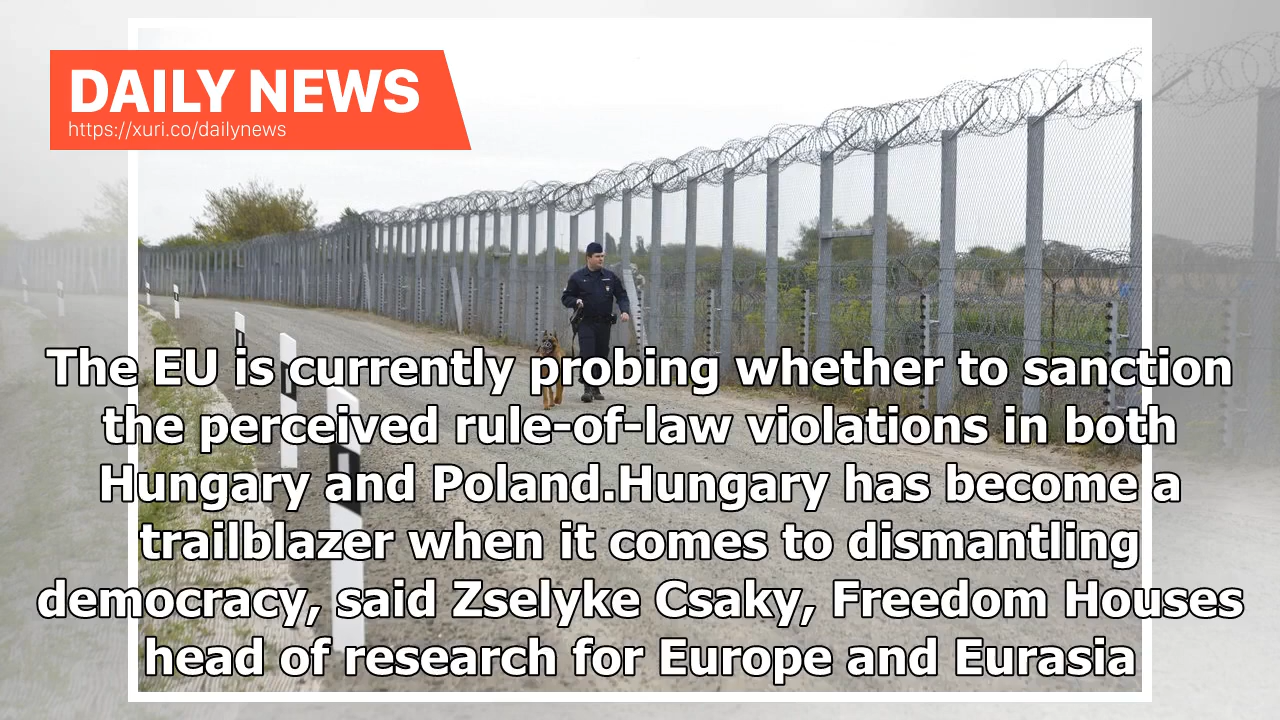 DAILY NEWS
https://xuri.co/dailynews
The EU is currently probing whether to sanction
the perceived rule-of-law violations in both
Hungary and Poland.Hungary has become a
trailblazer when it comes to dismantling
democracy, said Zselyke Csaky, Freedom Houses
head of research for Europe and Eurasia